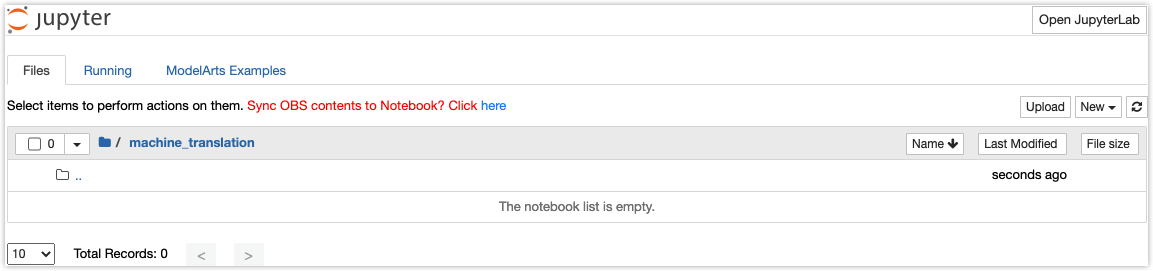 jupyter
Open JupyterLab
Files Running ModelArts Examples
Select items to perform actions on them. Sync OBS contents to Notebook? Click here
Upload New
0 / machine_translation Name Last Modified File size
.. seconds ago
The notebook list is empty.
10 Total Records: 0 < >